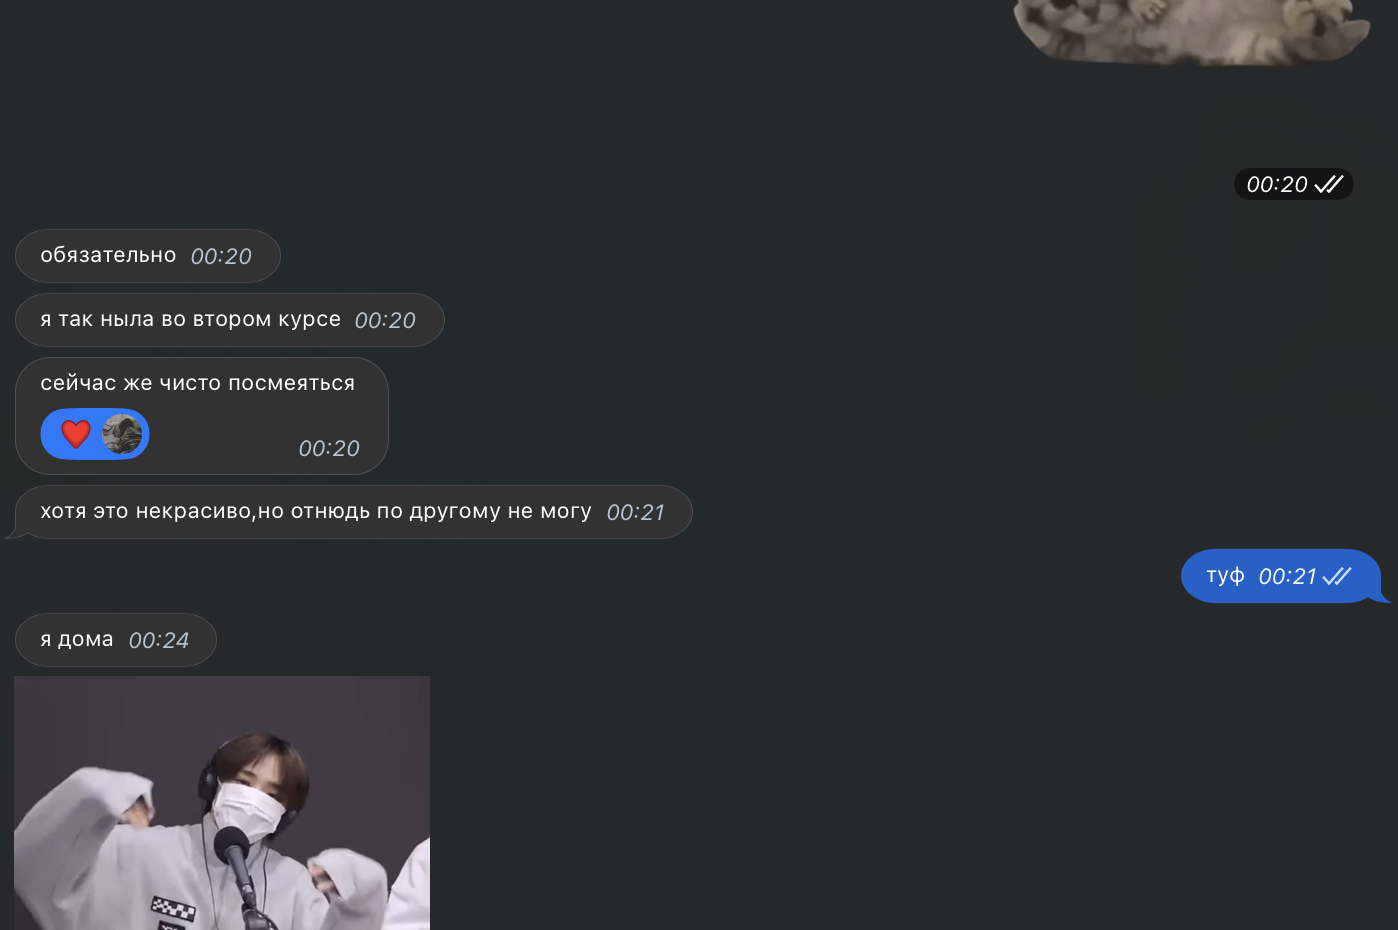 00:20
обязательно 00:20
я так ныла во втором курсе 00:20
сейчас же чисто посмеяться
00:20
хотя это некрасиво,но отнюдь по другому не могу 00:21
туф 00:21
я дома 00:24